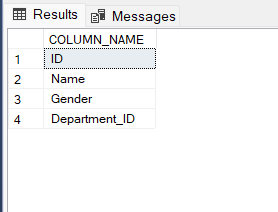 Results Messages
COLUMN_NAME
1 ID
2 Name
3 Gender
4 Department_ID